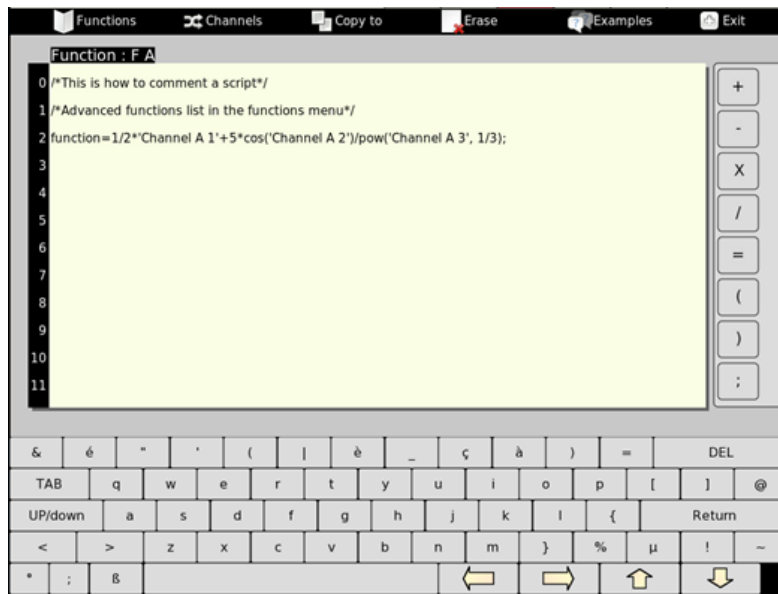 Functions Channels Copy to Erase Examples Exit
Function : F A
0 /*This is how to comment a script*/
1 /*Advanced functions list in the functions menu*/
2 function=1/2*'Channel A 1'+5*cos('Channel A 2')/pow('Channel A 3', 1/3);
3
4
5
6
7
8
9
10
11
+
-
X
/
=
(
)
;
& é " ' ( | è _ ç à ) = DEL
TAB q w e r t y u i o p [ ] @
UP/down a s d f g h j k l { Return
< > z x c v b n m } % µ ! ~
° ; ß